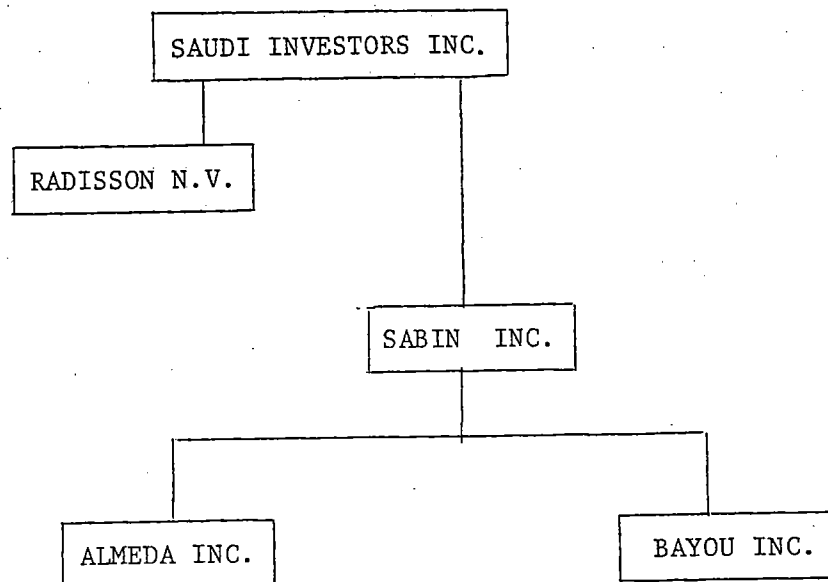 SAUDI INVESTORS INC.
RADISSON N.V.
SABIN INC.
ALMEDA INC.
BAYOU INC.